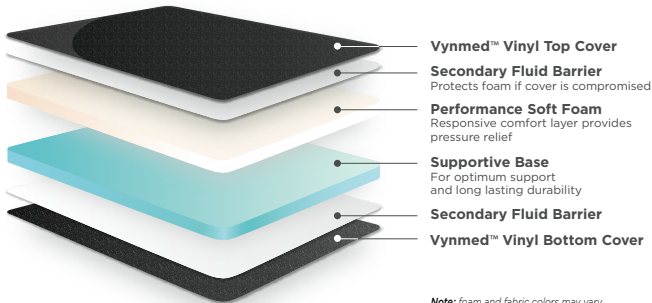 Vynmed™ Vinyl Top Cover
Secondary Fluid Barrier
Protects foam if cover is compromised
Performance Soft Foam
Responsive comfort layer provides
pressure relief
Supportive Base
For optimum support
and long lasting durability
Secondary Fluid Barrier
Vynmed™ Vinyl Bottom Cover
Note: foam and fabric colors may vary